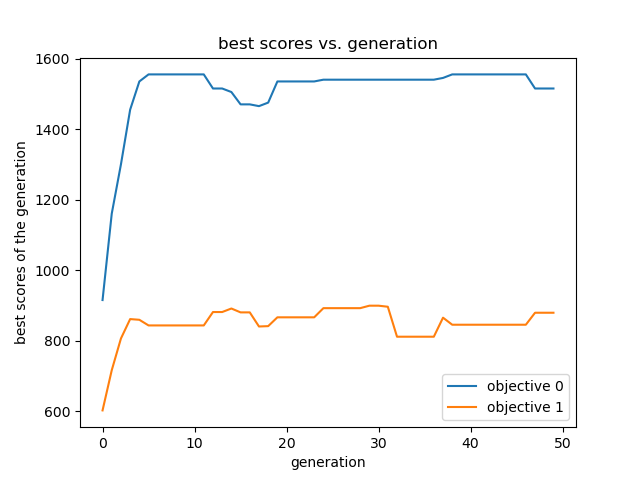 best scores vs. generation
best scores of the generation
1600
1400
1200
1000
800
600
0 10 20 30 40 50
generation
objective 0
objective 1